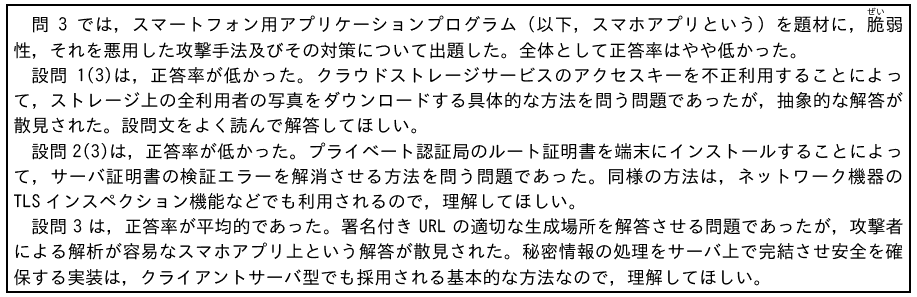 ぜい
問 3 では，スマートフォン用アプリケーションプログラム（以下，スマホアプリという）を題材に，脆弱
性，それを悪用した攻撃手法及びその対策について出題した。全体として正答率はやや低かった。
設問 1(3)は，正答率が低かった。クラウドストレージサービスのアクセスキーを不正利用することによっ
て，ストレージ上の全利用者の写真をダウンロードする具体的な方法を問う問題であったが，抽象的な解答が
散見された。設問文をよく読んで解答してほしい。
設問 2(3)は，正答率が低かった。プライベート認証局のルート証明書を端末にインストールすることによっ
て，サーバ証明書の検証エラーを解消させる方法を問う問題であった。同様の方法は，ネットワーク機器の
TLS インスペクション機能などでも利用されるので，理解してほしい。
設問 3 は，正答率が平均的であった。署名付き URL の適切な生成場所を解答させる問題であったが，攻撃者
による解析が容易なスマホアプリ上という解答が散見された。秘密情報の処理をサーバ上で完結させ安全を確
保する実装は，クライアントサーバ型でも採用される基本的な方法なので，理解してほしい。